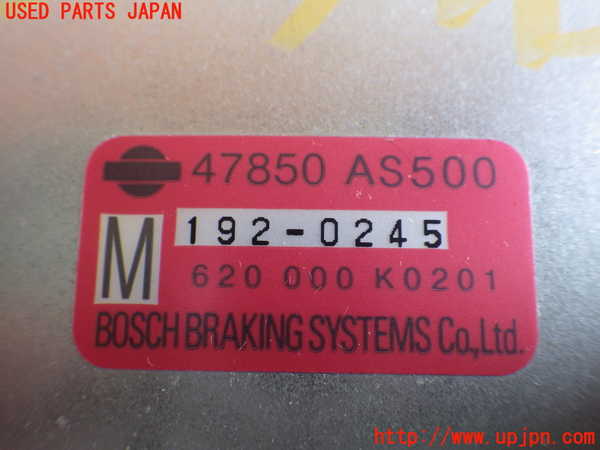 USED PARTS JAPAN
47850 AS500
M
192-0245
620 000 K0201
BOSCH BRAKING SYSTEMS Co.,Ltd.
http://www.upjpn.com/